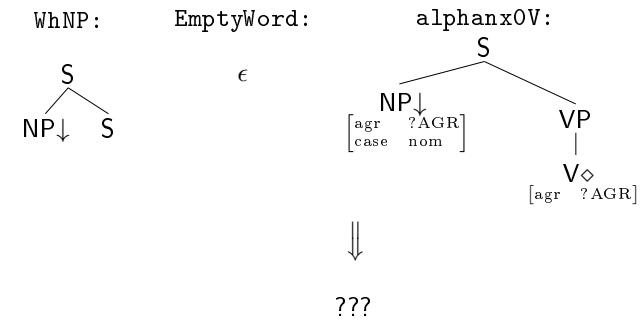 WhNP: EmptyWord: alphanx0V:
S
S ϵ
NP↓
NP↓ S [agr ?AGR] VP
[case nom]
V◇
[agr ?AGR]
⇓
???